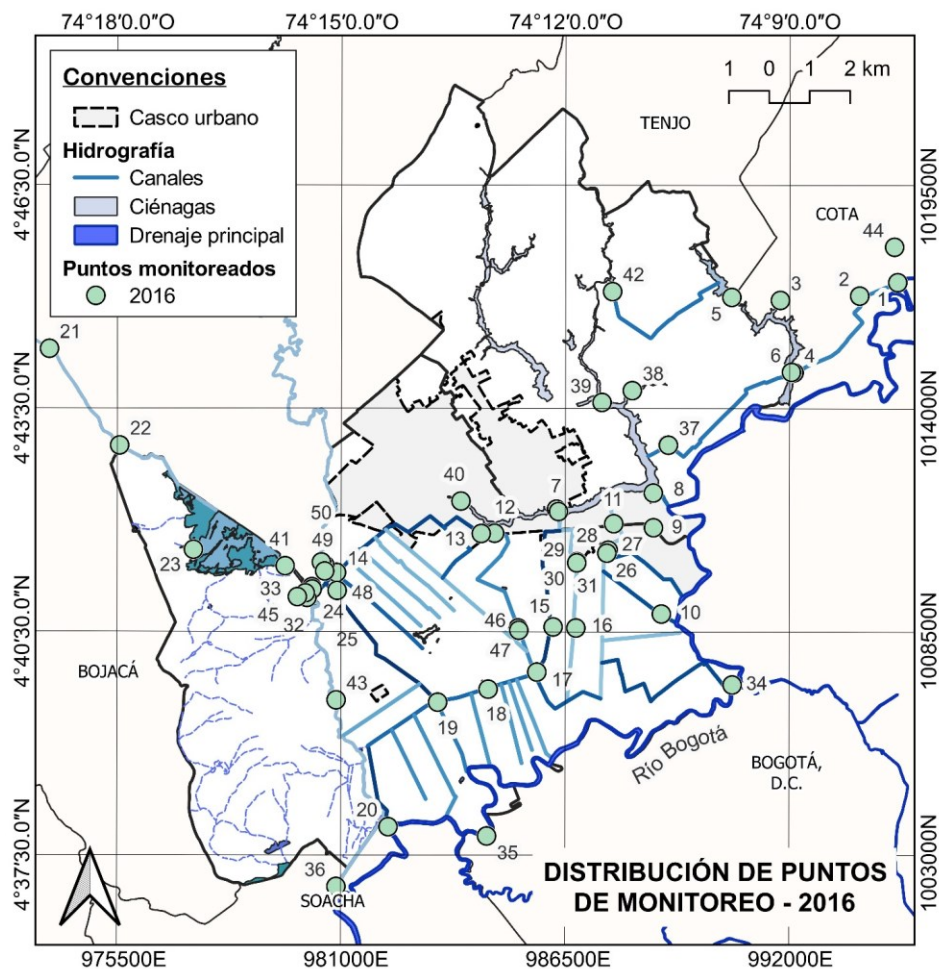 74°18.0'O 74°15.0'O 74°12.0'O 74°90.0'O
Convenciones
Casco urbano
Hidrografía
Canales
Ciénagas
Drenaje principal
Puntos monitoreados
2016
1 0 1 2 km
TENJO
COTA
4°46'30.0"N
1019500N
44
42
5
3
2
1
21
6
4
39
38
4°43'30.0"N
1014000N
22
37
40
7
8
12
11
50
13
9
49
28
29
27
23
41
14
30
31
26
33
48
45
24
32
15
10
46
16
25
47
4°40'30.0"N
1008500N
BOJACÁ
43
17
34
18
19
Río Bogotá
BOGOTÁ,
D.C.
20
35
4°37'30.0"N
1003000N
36
SOACHA
DISTRIBUCIÓN DE PUNTOS
DE MONITOREO - 2016
975500E 981000E 986500E 992000E